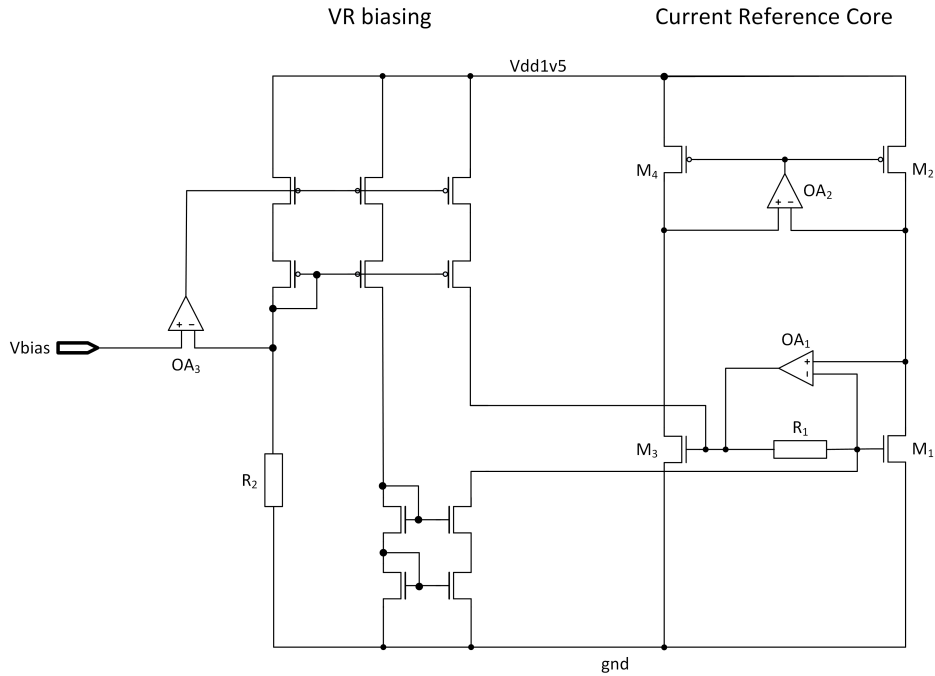 VR biasing
Current Reference Core
Vdd1v5
M4
M2
OA2
+ -
+ -
Vbias
OA3
OA1
+
-
R1
M3
M1
R2
gnd